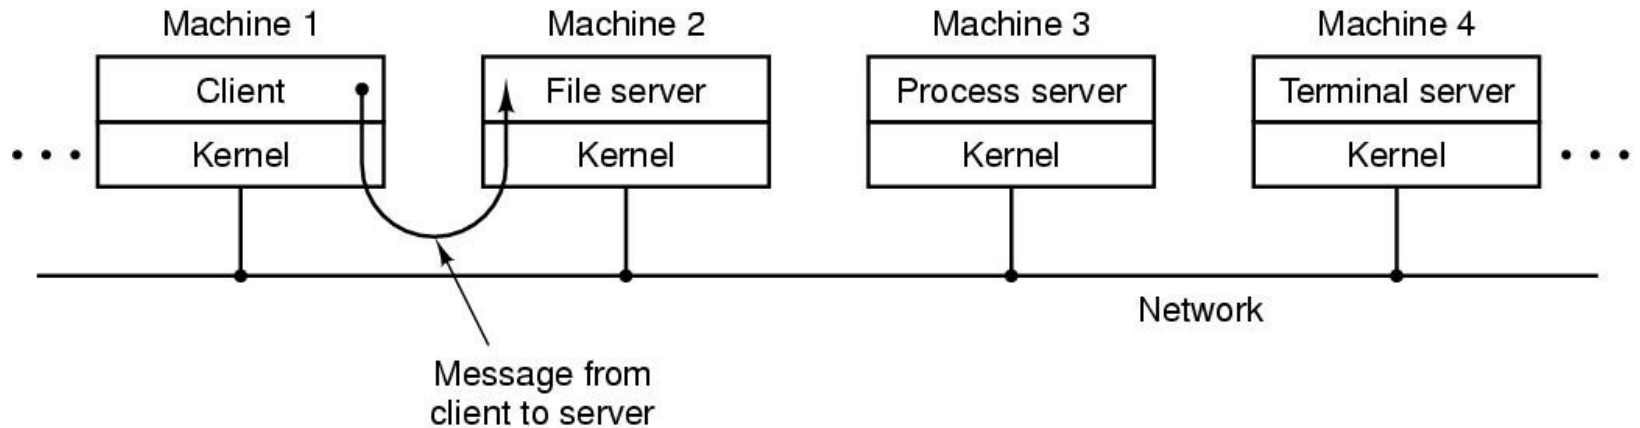 Machine 1
Machine 2
Machine 3
Machine 4
Client
File server
Process server
Terminal server
Kernel
Kernel
Kernel
Kernel
Network
Message from
client to server